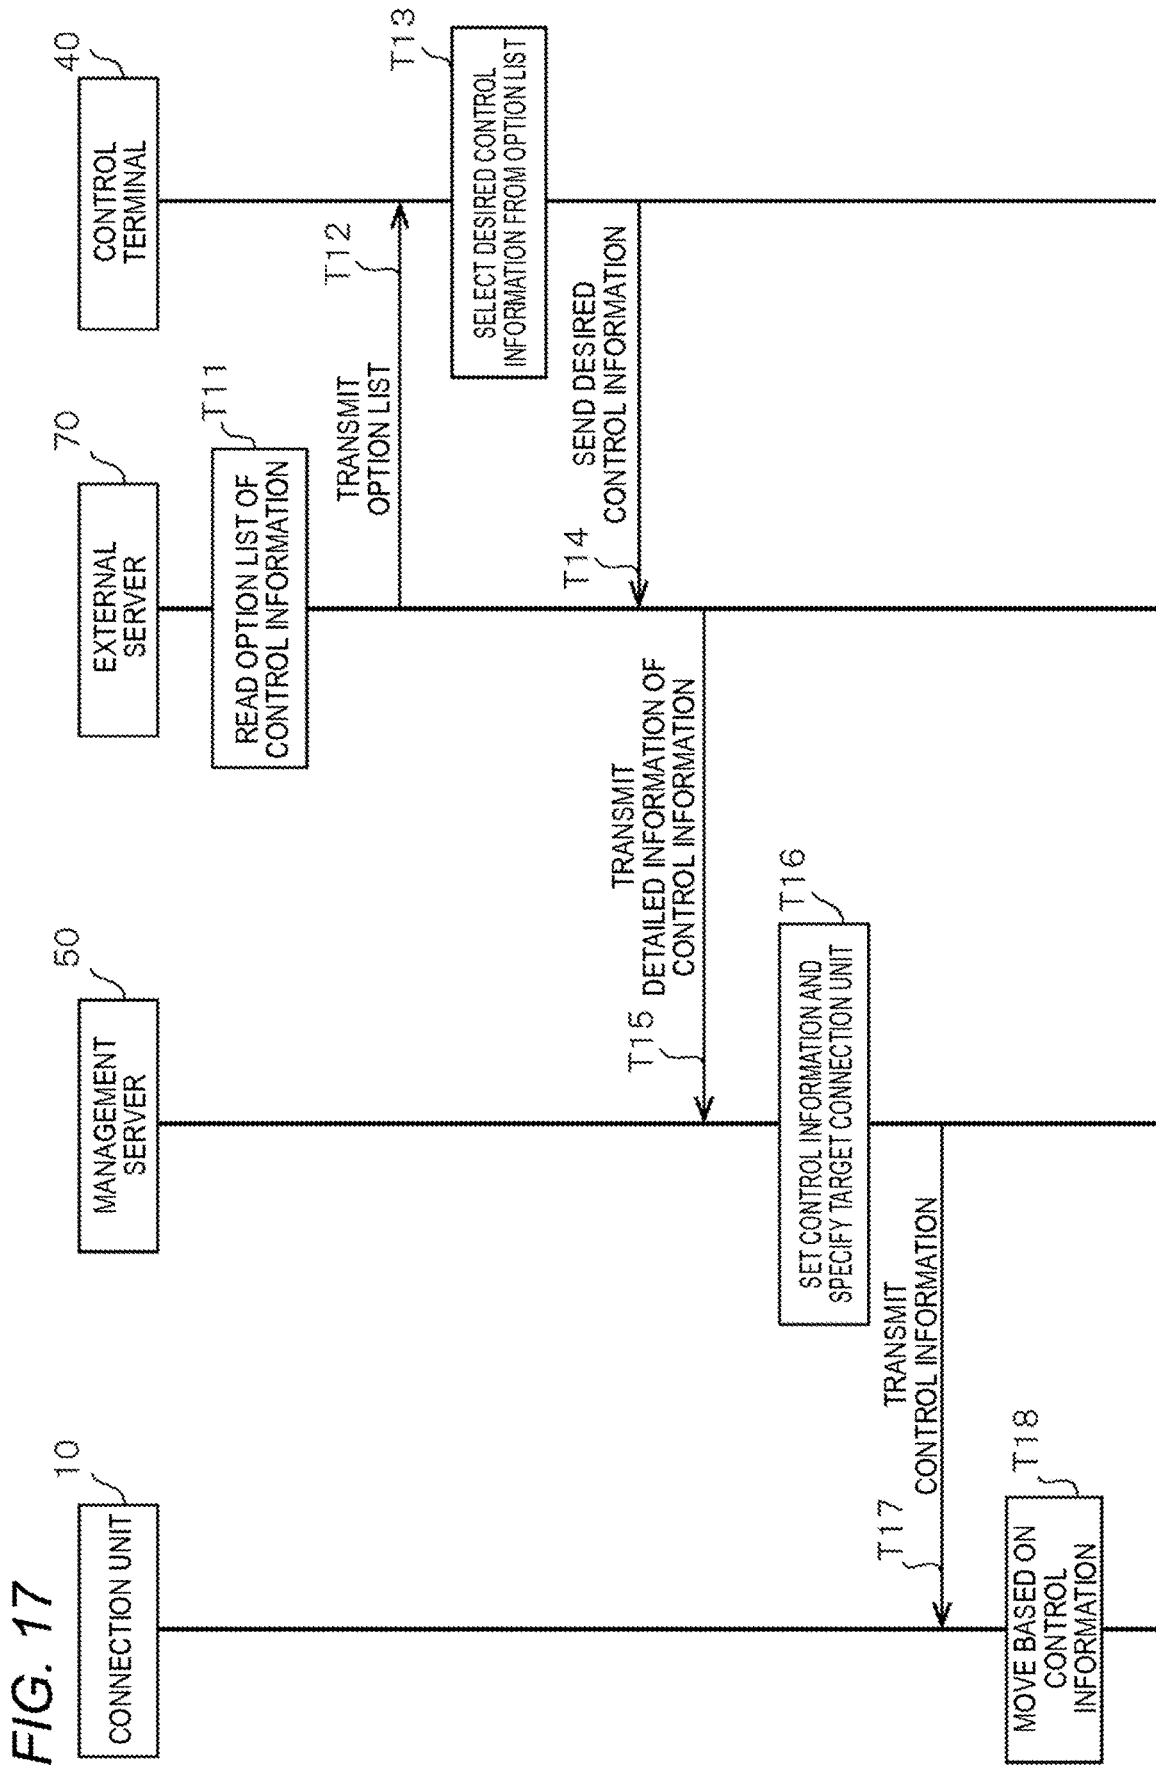 FIG. 17
CONNECTION UNIT
10
MANAGEMENT
SERVER
50
EXTERNAL
SERVER
70
CONTROL
TERMINAL
40
READ OPTION LIST OF
CONTROL INFORMATION
T11
TRANSMIT
OPTION LIST
T12
SELECT DESIRED CONTROL
INFORMATION FROM OPTION LIST
T13
SEND DESIRED
CONTROL INFORMATION
T14
TRANSMIT
DETAILED INFORMATION OF
CONTROL INFORMATION
T15
SET CONTROL INFORMATION AND
SPECIFY TARGET CONNECTION UNIT
T16
TRANSMIT
CONTROL INFORMATION
T17
MOVE BASED ON
CONTROL
INFORMATION
T18